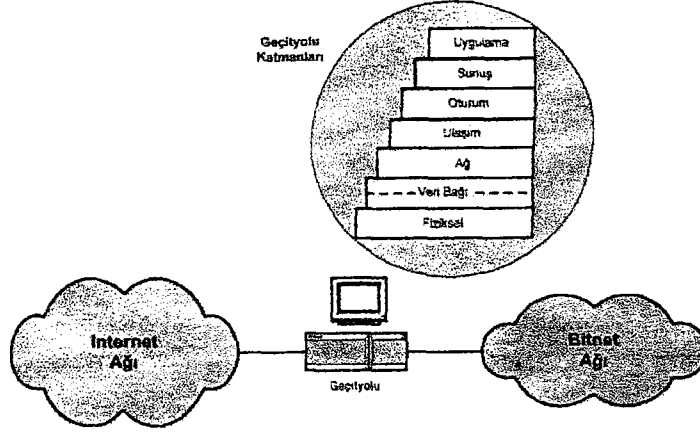 Geçityolu
Katmanları
Uygulama
Sunuş
Oturum
Ulaşım
Ağ
Veri Bağı
Fiziksel
Internet
Ağı
Geçityolu
Bitnet
Ağı